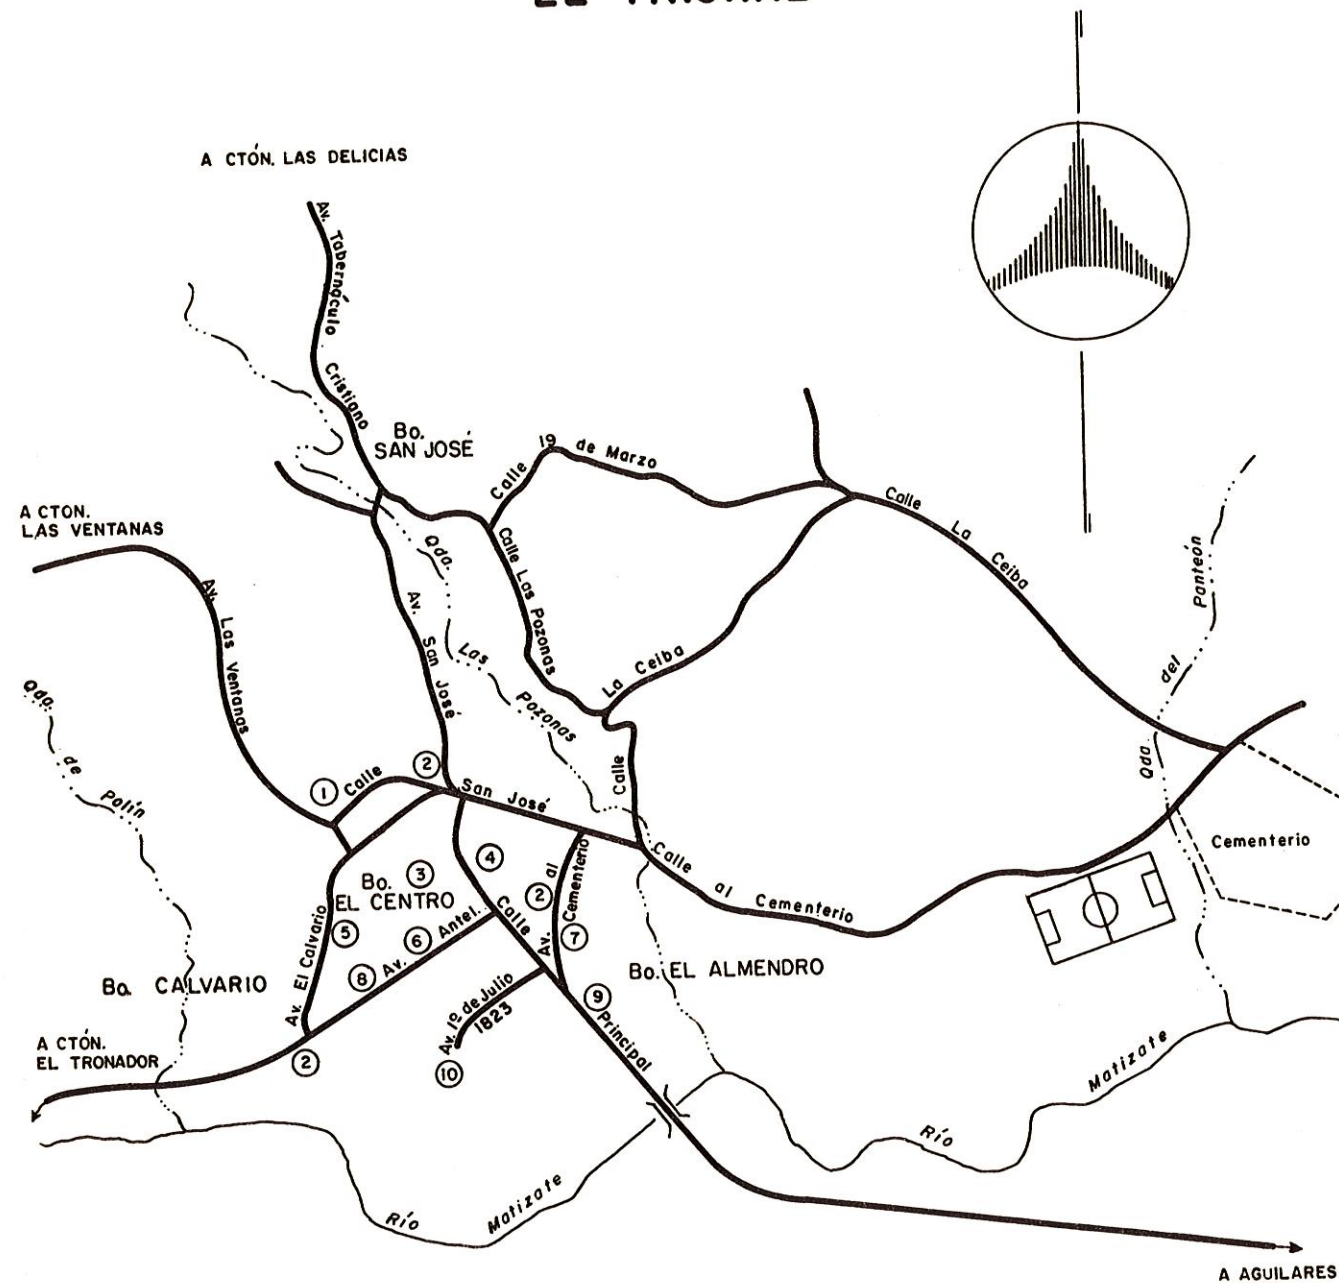 EL PAISNAL
A CTÓN. LAS DELICIAS
Av. Tabernáculo Cristiano
Bo.
SAN JOSÉ
Calle 19 de Marzo
A CTON.
LAS VENTANAS
Av. Las Ventanas
Qda. Las Pozonas
Calle Las Pozonas
Av. San José
Calle La Ceiba
Calle La Ceiba
Qda. del Panteón
Qda. de Polín
1
Calle San José
2
Cementerio
Calle al Cementerio
Bo.
EL CENTRO
3
4
5
6
2
7
Av. al Cementerio
Av. El Calvario
8
Av. Antel.
Bo. CALVARIO
Bo. EL ALMENDRO
Av. 1º de Julio
1823
9
Calle Principal
A CTÓN.
EL TRONADOR
2
10
Río Matizate
Río Matizate
A AGUILARES